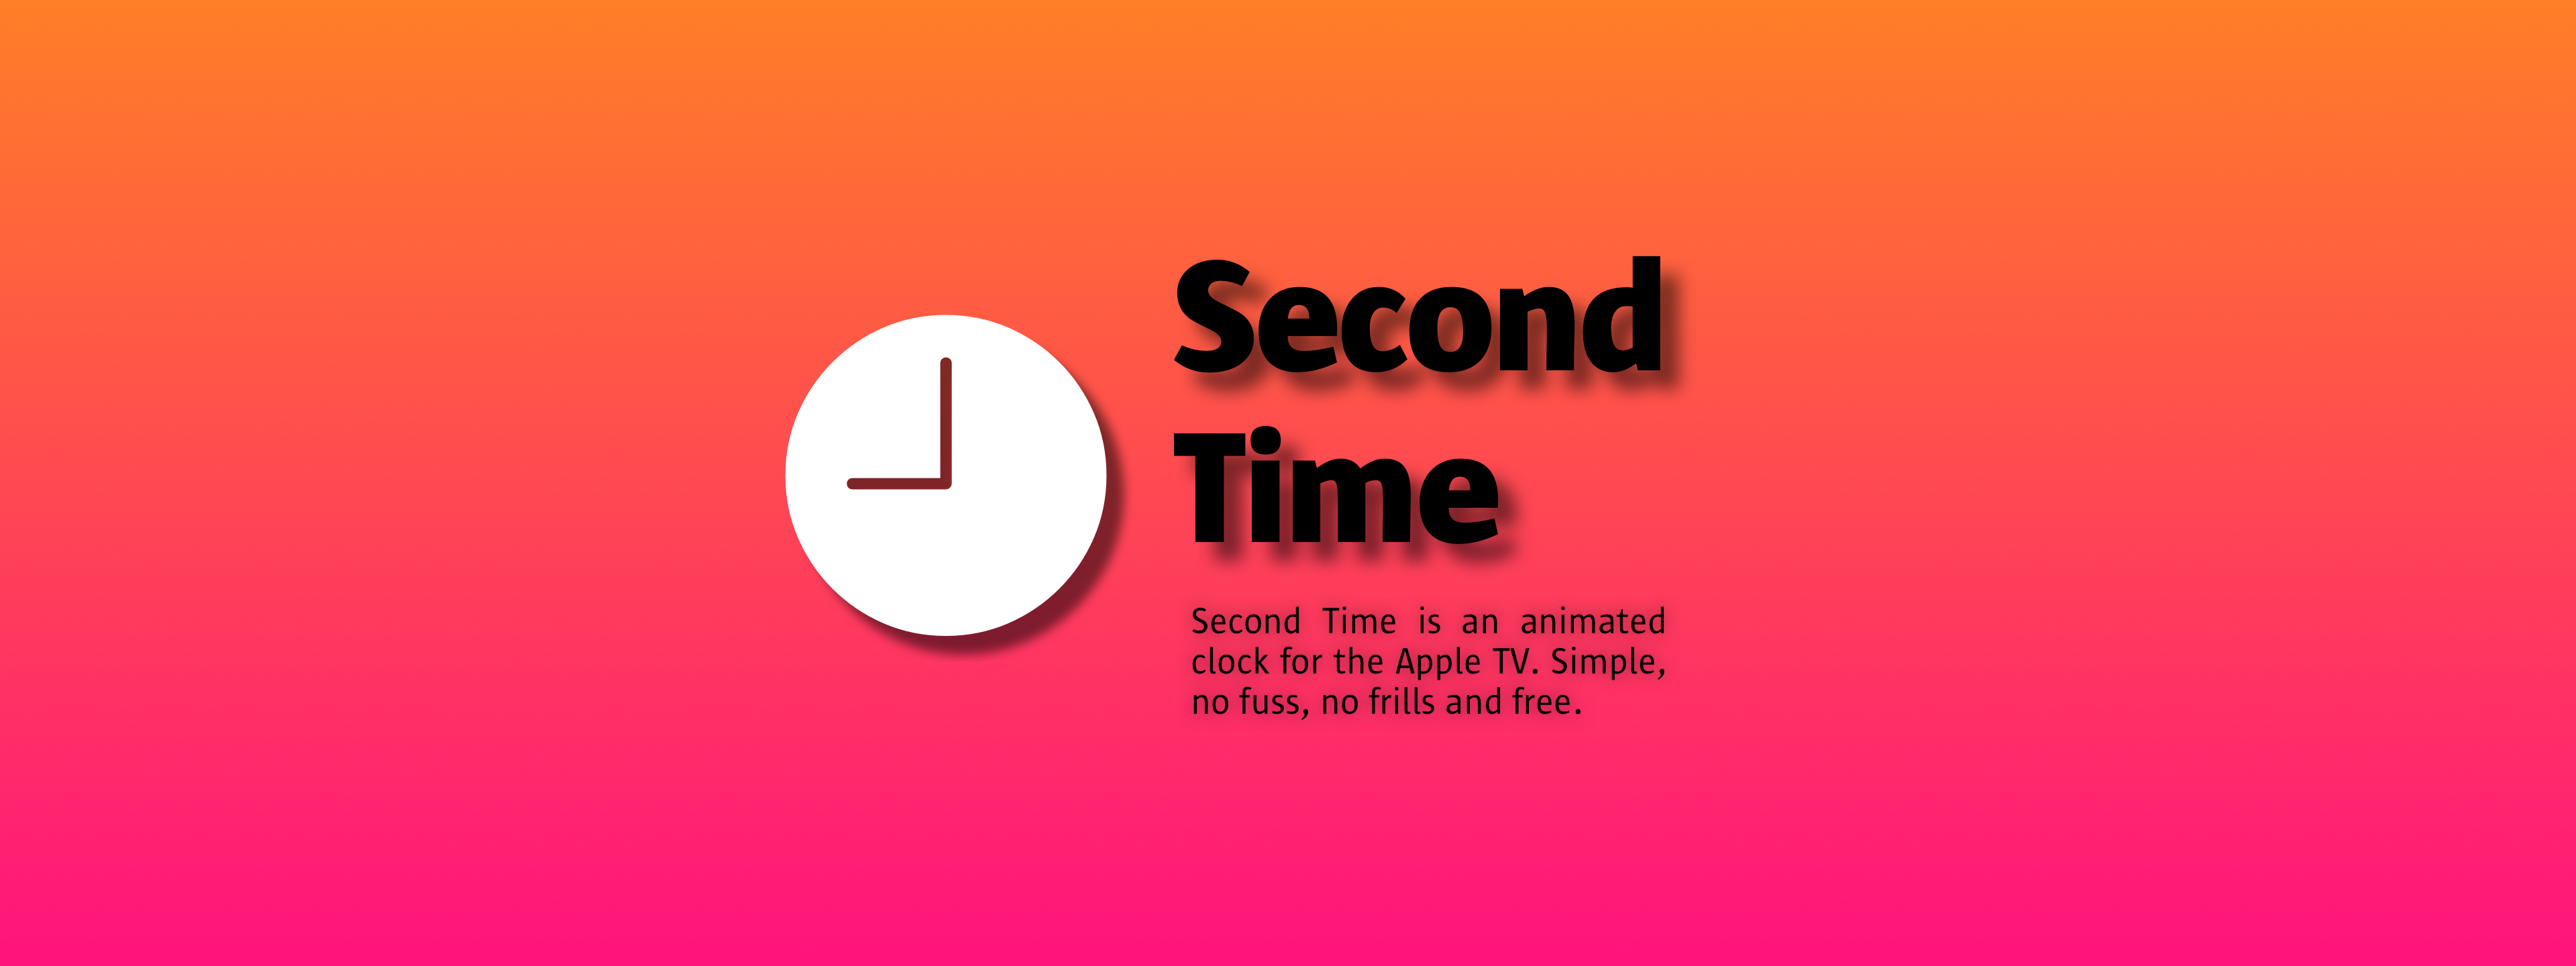 Second
Time
Second Time is an animated
clock for the Apple TV. Simple,
no fuss, no frills and free.